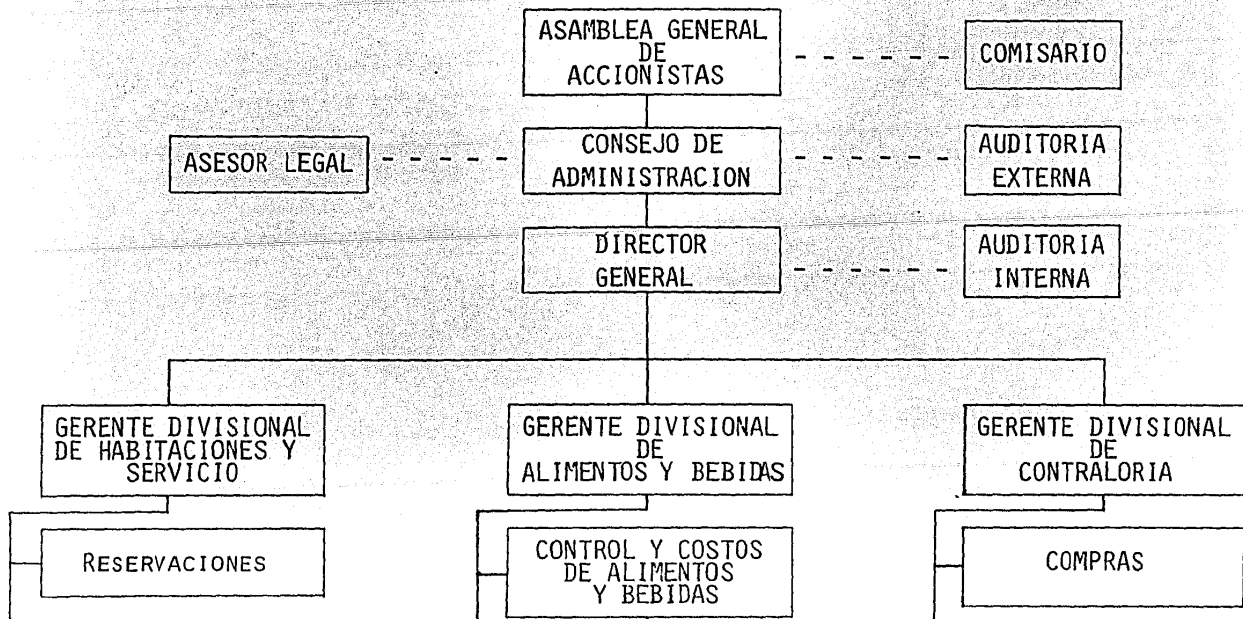 ASAMBLEA GENERAL
DE
ACCIONISTAS
COMISARIO
ASESOR LEGAL
CONSEJO DE
ADMINISTRACION
AUDITORIA
EXTERNA
DIRECTOR
GENERAL
AUDITORIA
INTERNA
GERENTE DIVISIONAL
DE HABITACIONES Y
SERVICIO
GERENTE DIVISIONAL
DE
ALIMENTOS Y BEBIDAS
GERENTE DIVISIONAL
DE
CONTRALORIA
RESERVACIONES
CONTROL Y COSTOS
DE ALIMENTOS
Y BEBIDAS
COMPRAS